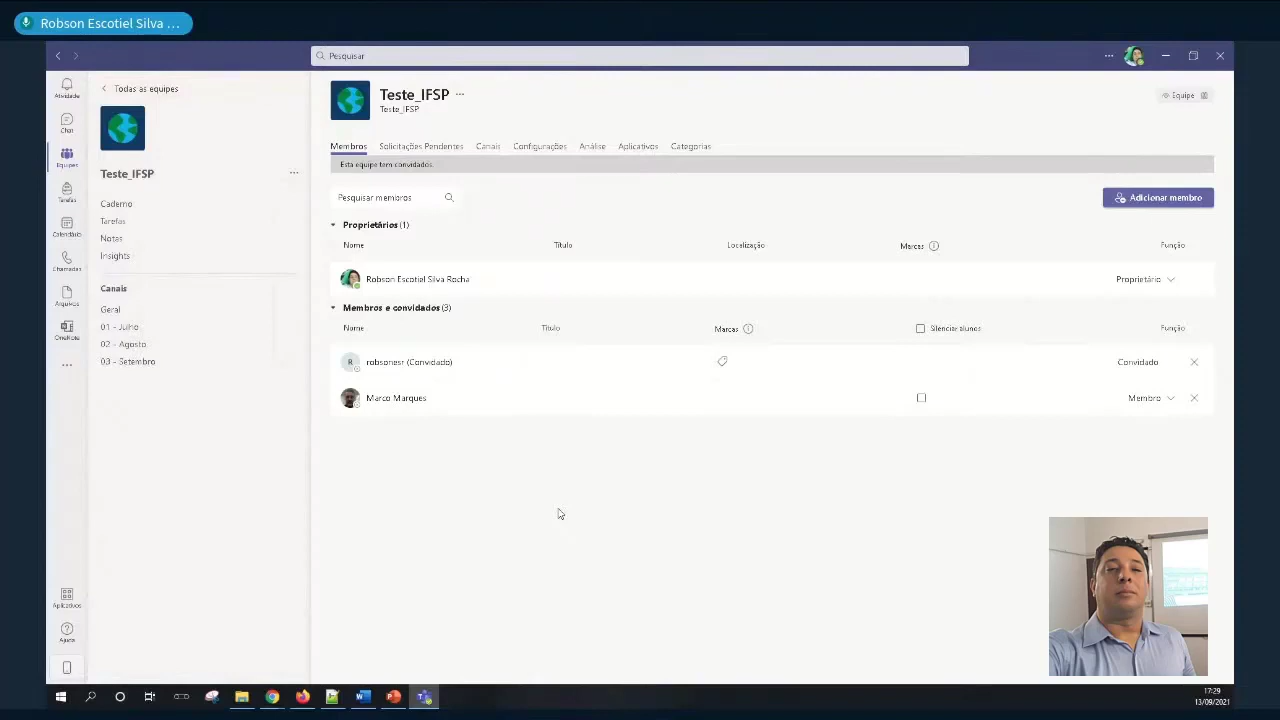 Robson Escotiel Silva ...
Pesquisar
Atividade
Chat
Equipes
Tarefas
Calendário
Chamadas
Arquivos
OneNote
Aplicativos
Ajuda
Todas as equipes
Teste_IFSP
Caderno
Tarefas
Notas
Insights
Canais
Geral
01 - Julho
02 - Agosto
03 - Setembro
Teste_IFSP
Teste_IFSP
Equipe
Membros Solicitações Pendentes Canais Configurações Análise Aplicativos Categorias
Esta equipe tem convidados.
Pesquisar membros
Adicionar membro
Proprietários (1)
Nome Título Localização Marcas Função
Robson Escotiel Silva Rocha Proprietário
Membros e convidados (3)
Nome Título Marcas Silenciar alunos Função
R robsonesr (Convidado) Convidado
Marco Marques Membro
17:29
13/09/2021